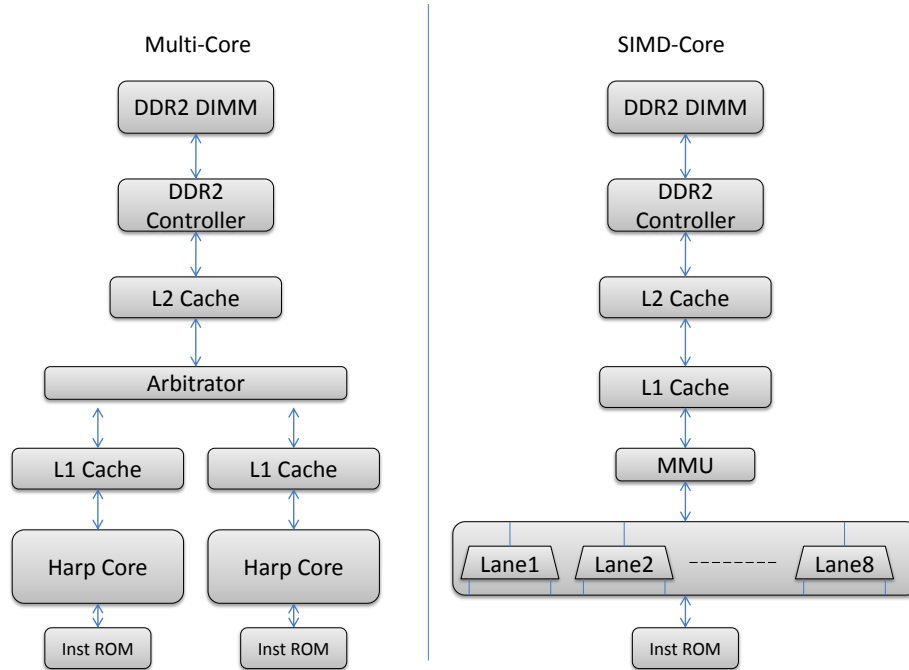 Multi-Core
DDR2 DIMM
DDR2
Controller
L2 Cache
Arbitrator
L1 Cache
L1 Cache
Harp Core
Harp Core
Inst ROM
Inst ROM
SIMD-Core
DDR2 DIMM
DDR2
Controller
L2 Cache
L1 Cache
MMU
Lane1
Lane2
Lane8
Inst ROM